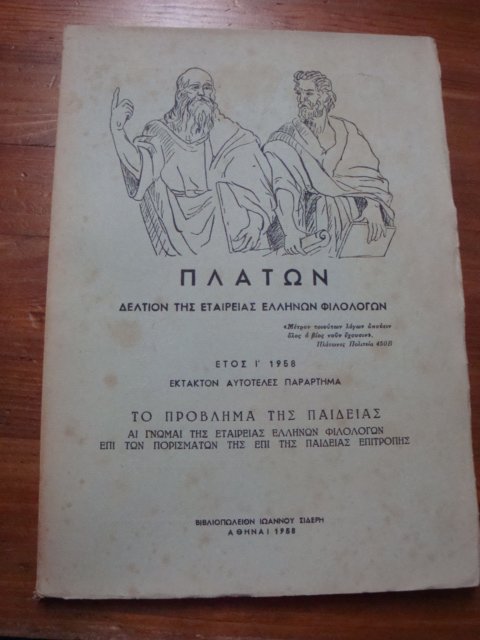 ΠΛΑΤΩΝ
ΔΕΛΤΙΟΝ ΤΗΣ ΕΤΑΙΡΕΙΑΣ ΕΛΛΗΝΩΝ ΦΙΛΟΛΟΓΩΝ
«Μέτρον τοιούτων λόγων ἀκούειν
ὅλος ὁ βίος νοῦν ἔχουσιν».
Πλάτωνος Πολιτεία 450Β
ΕΤΟΣ Ι' 1958
ΕΚΤΑΚΤΟΝ ΑΥΤΟΤΕΛΕΣ ΠΑΡΑΡΤΗΜΑ
ΤΟ ΠΡΟΒΛΗΜΑ ΤΗΣ ΠΑΙΔΕΙΑΣ
ΑΙ ΓΝΩΜΑΙ ΤΗΣ ΕΤΑΙΡΕΙΑΣ ΕΛΛΗΝΩΝ ΦΙΛΟΛΟΓΩΝ
ΕΠΙ ΤΩΝ ΠΟΡΙΣΜΑΤΩΝ ΤΗΣ ΕΠΙ ΤΗΣ ΠΑΙΔΕΙΑΣ ΕΠΙΤΡΟΠΗΣ
ΒΙΒΛΙΟΠΩΛΕΙΟΝ ΙΩΑΝΝΟΥ ΣΙΔΕΡΗ
ΑΘΗΝΑΙ 1958